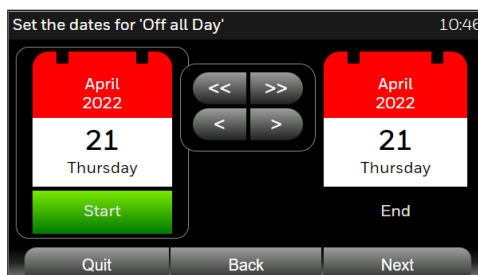 Set the dates for 'Off all Day' 10:46
April
2022
21
Thursday
Start
<< >>
< >
April
2022
21
Thursday
End
Quit Back Next